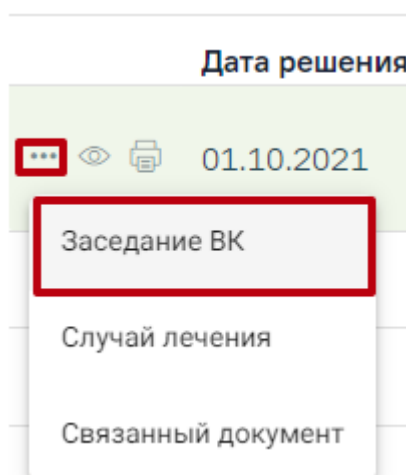 Дата решения
01.10.2021
Заседание ВК
Случай лечения
Связанный документ